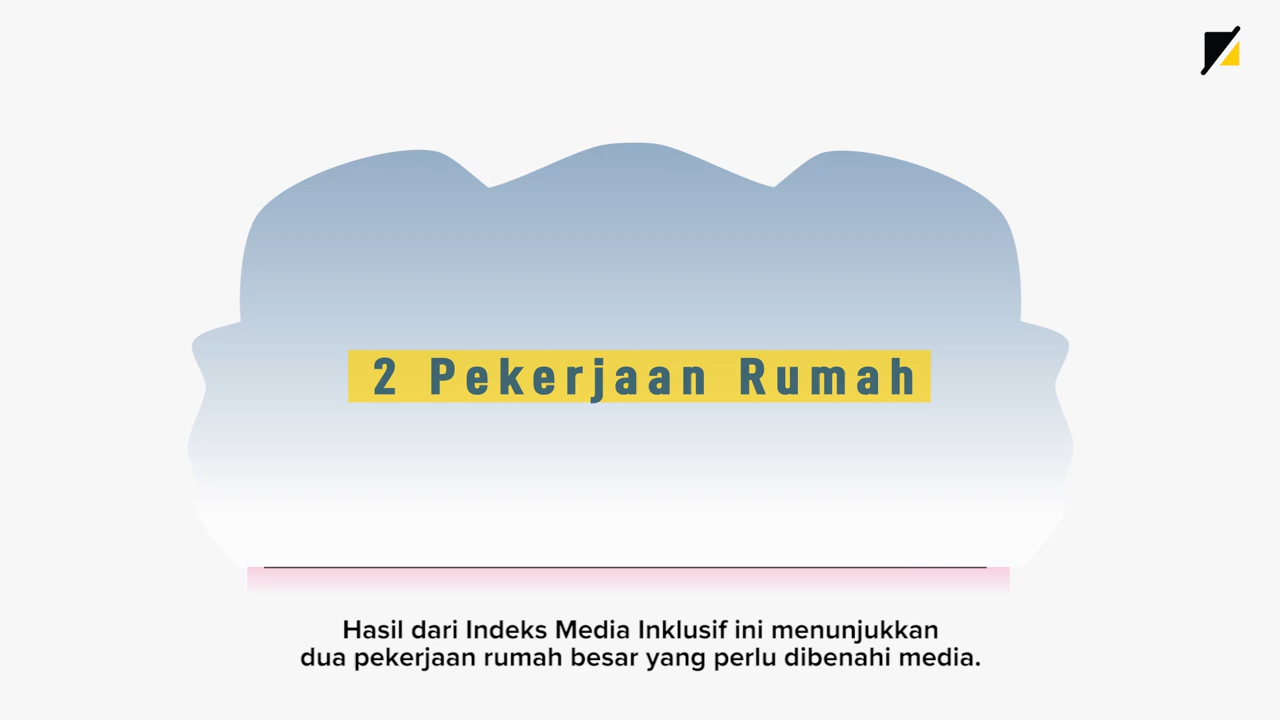 2 Pekerjaan Rumah
Hasil dari Indeks Media Inklusif ini menunjukkan
dua pekerjaan rumah besar yang perlu dibenahi media.